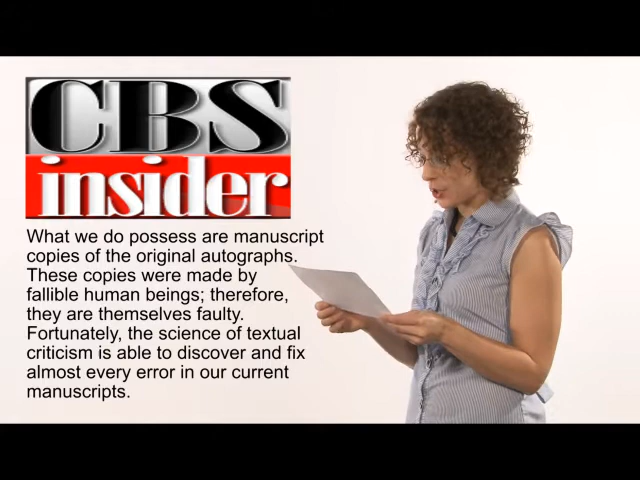 CBS
insider
What we do possess are manuscript
copies of the original autographs.
These copies were made by
fallible human beings; therefore,
they are themselves faulty.
Fortunately, the science of textual
criticism is able to discover and fix
almost every error in our current
manuscripts.